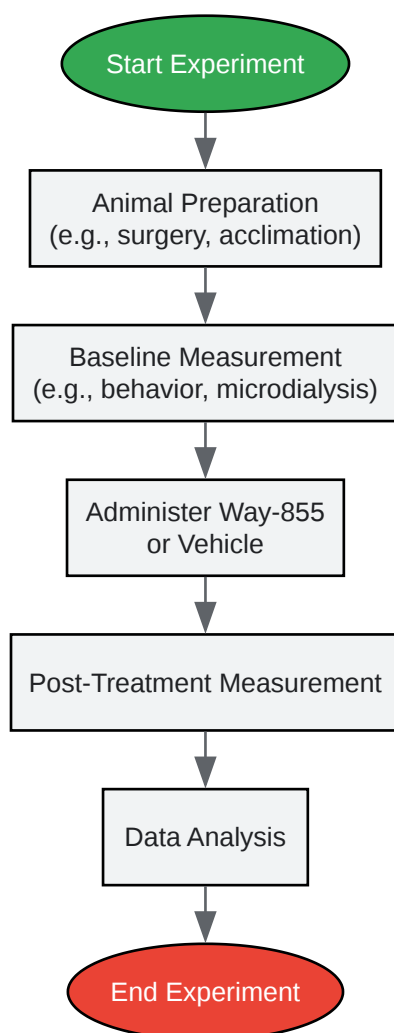 Start Experiment
Animal Preparation
(e.g., surgery, acclimation)
Baseline Measurement
(e.g., behavior, microdialysis)
Administer Way-855
or Vehicle
Post-Treatment Measurement
Data Analysis
End Experiment